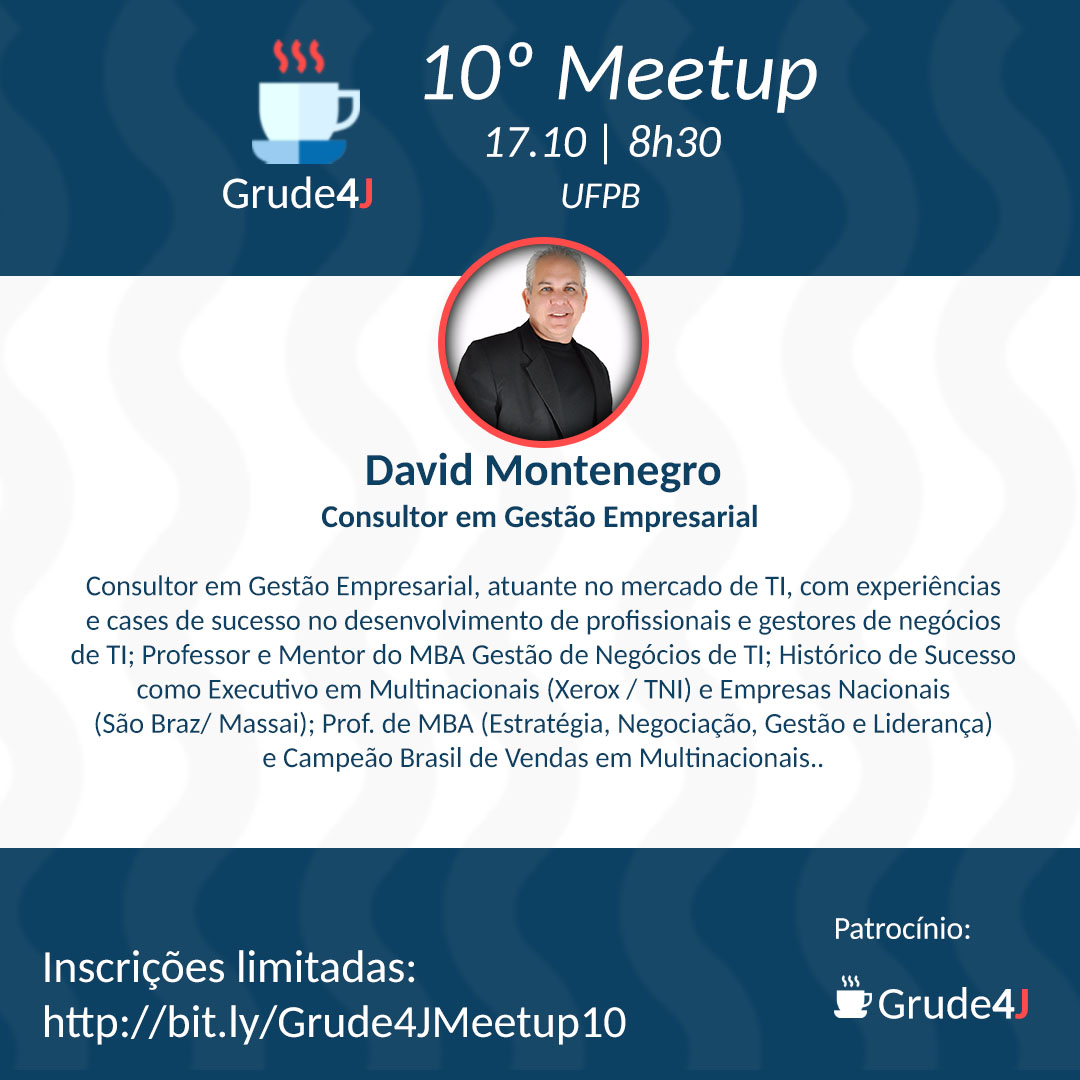 10º Meetup
17.10 | 8h30
UFPB
Grude4J
David Montenegro
Consultor em Gestão Empresarial
Consultor em Gestão Empresarial, atuante no mercado de TI, com experiências
e cases de sucesso no desenvolvimento de profissionais e gestores de negócios
de TI; Professor e Mentor do MBA Gestão de Negócios de TI; Histórico de Sucesso
como Executivo em Multinacionais (Xerox / TNI) e Empresas Nacionais
(São Braz/ Massai); Prof. de MBA (Estratégia, Negociação, Gestão e Liderança)
e Campeão Brasil de Vendas em Multinacionais..
Inscrições limitadas:
http://bit.ly/Grude4JMeetup10
Patrocínio:
Grude4J